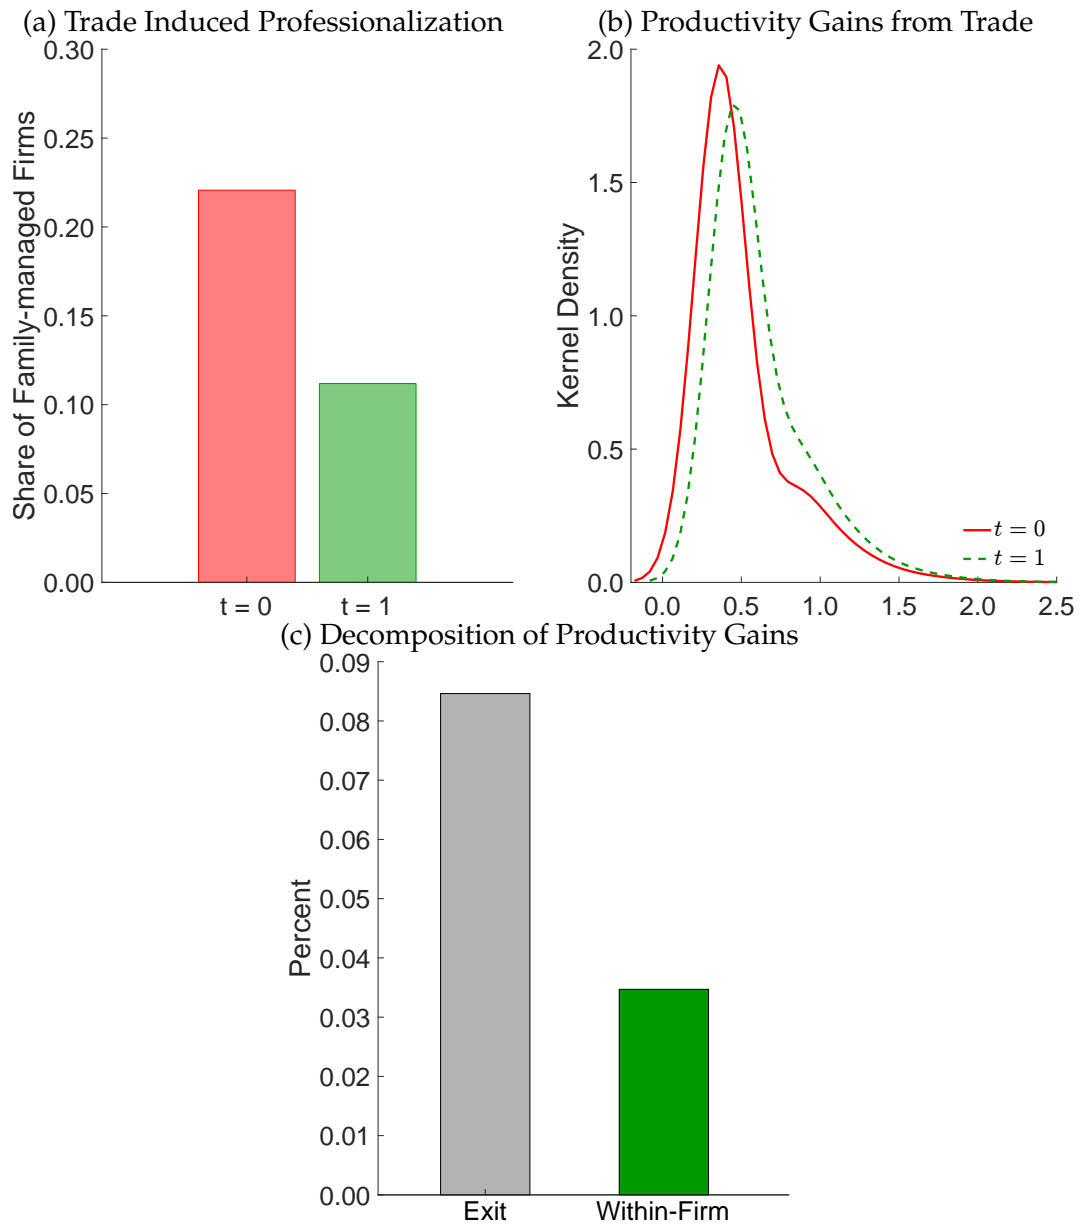 (a) Trade Induced Professionalization
Share of Family-managed Firms
0.30
0.25
0.20
0.15
0.10
0.05
0.00
t = 0
t = 1
(b) Productivity Gains from Trade
Kernel Density
2.0
1.5
1.0
0.5
0.0
0.0
0.5
1.0
1.5
2.0
2.5
t = 0
t = 1
(c) Decomposition of Productivity Gains
Percent
0.09
0.08
0.07
0.06
0.05
0.04
0.03
0.02
0.01
0.00
Exit
Within-Firm